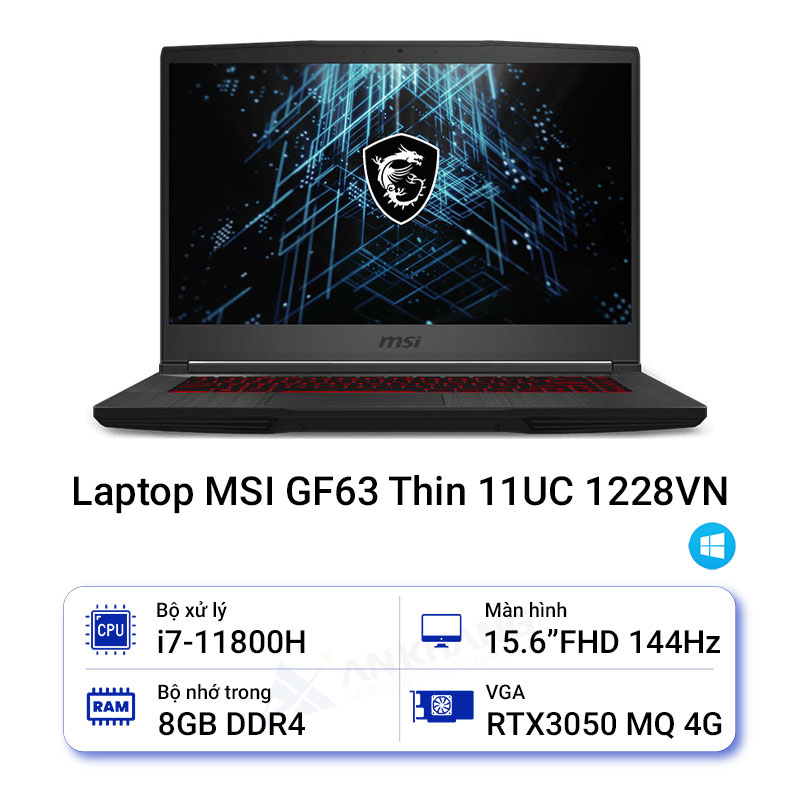 msi
Laptop MSI GF63 Thin 11UC 1228VN
CPU
Bộ xử lý
i7-11800H
Màn hình
15.6”FHD 144Hz
RAM
Bộ nhớ trong
8GB DDR4
VGA
RTX3050 MQ 4G
ANKHANG